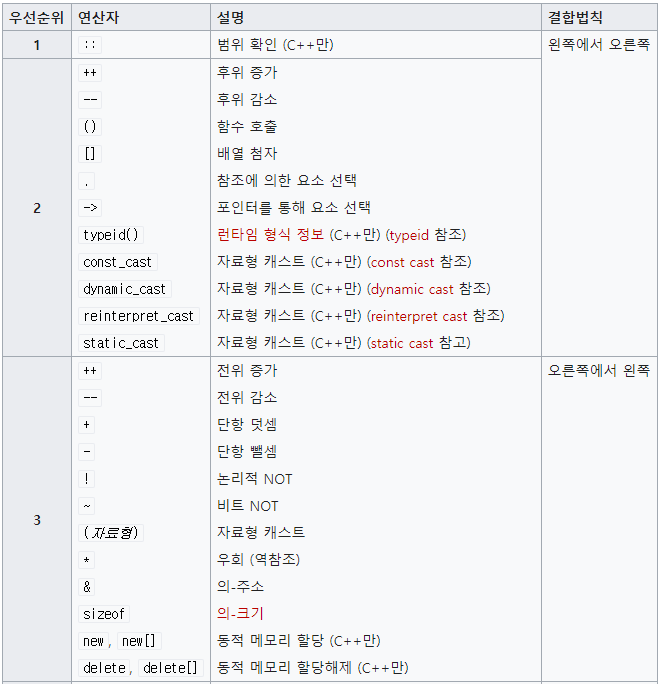 우선순위 연산자 설명 결합법칙
1 :: 범위 확인 (C++만) 왼쪽에서 오른쪽
++ 후위 증가
-- 후위 감소
() 함수 호출
[] 배열 첨자
. 참조에 의한 요소 선택
2 -> 포인터를 통해 요소 선택
typeid() 런타임 형식 정보 (C++만) (typeid 참조)
const_cast 자료형 캐스트 (C++만) (const cast 참조)
dynamic_cast 자료형 캐스트 (C++만) (dynamic cast 참조)
reinterpret_cast 자료형 캐스트 (C++만) (reinterpret cast 참조)
static_cast 자료형 캐스트 (C++만) (static cast 참고)
++ 전위 증가 오른쪽에서 왼쪽
-- 전위 감소
+ 단항 덧셈
- 단항 뺄셈
! 논리적 NOT
3 ~ 비트 NOT
(자료형) 자료형 캐스트
* 우회 (역참조)
& 의-주소
sizeof 의-크기
new, new[] 동적 메모리 할당 (C++만)
delete, delete[] 동적 메모리 할당해제 (C++만)